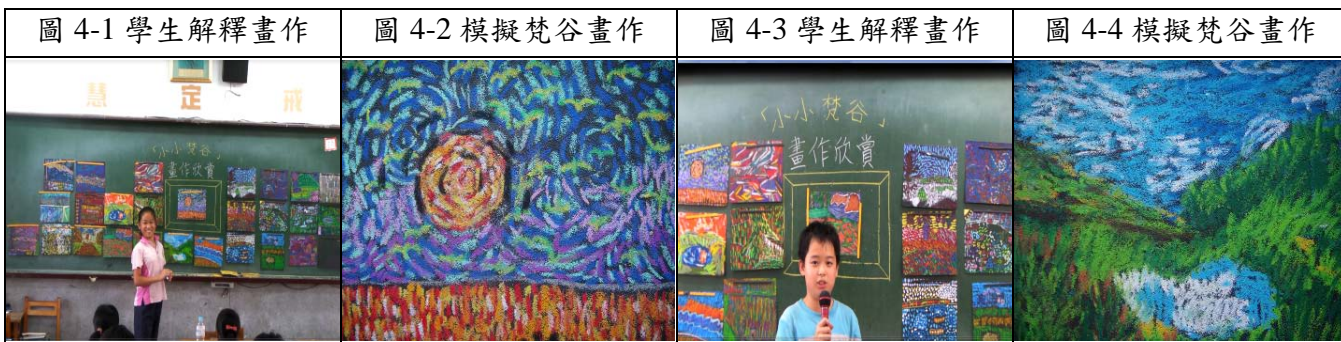 圖 4-1 學生解釋畫作
圖 4-2 模擬梵谷畫作
圖 4-3 學生解釋畫作
圖 4-4 模擬梵谷畫作
慧 定 戒
「小小梵谷」
畫作欣賞
「小小梵谷」
畫作欣賞